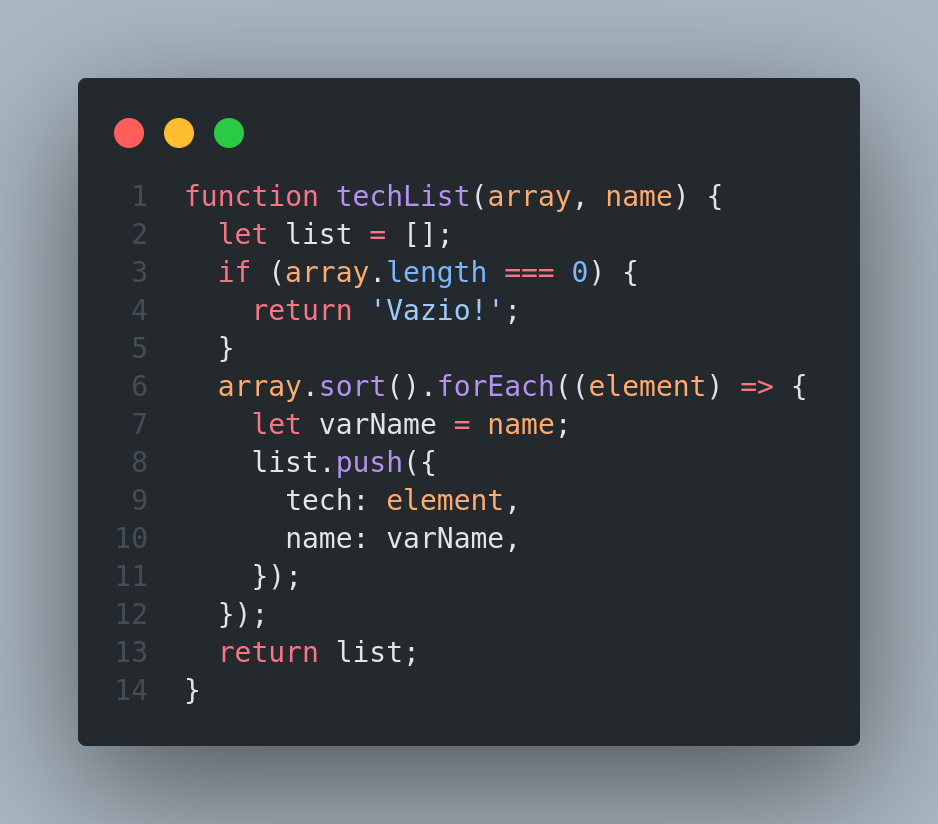 1 function techList(array, name) {
2   let list = [];
3   if (array.length === 0) {
4     return 'Vazio!';
5   }
6   array.sort().forEach((element) => {
7     let varName = name;
8     list.push({
9       tech: element,
10       name: varName,
11     });
12   });
13   return list;
14 }